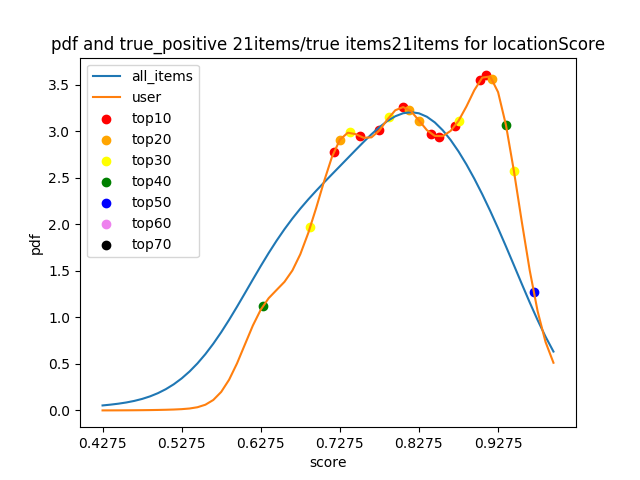 pdf and true_positive 21items/true items21items for locationScore
all_items
user
top10
top20
top30
top40
top50
top60
top70
3.5
3.0
2.5
2.0
1.5
1.0
0.5
0.0
pdf
0.4275 0.5275 0.6275 0.7275 0.8275 0.9275
score